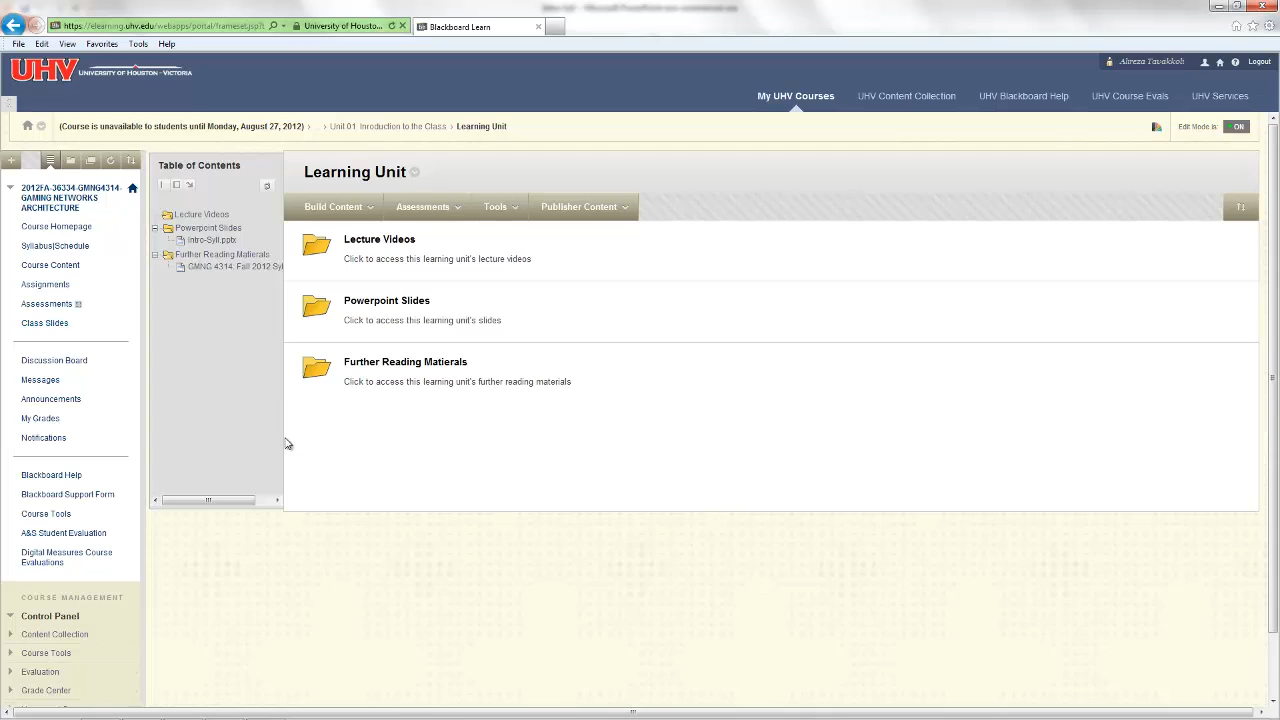 https://elearning.uhv.edu/webapps/portal/frameset.jsp?t
University of Housto...
Blackboard Learn
File Edit View Favorites Tools Help
UHV UNIVERSITY OF HOUSTON - VICTORIA
Alireza Tavakkoli
Logout
My UHV Courses UHV Content Collection UHV Blackboard Help UHV Course Evals UHV Services
(Course is unavailable to students until Monday, August 27, 2012) ... Unit 01: Inroduction to the Class Learning Unit
Edit Mode is: ON
2012FA-36334-GMNG4314-
GAMING NETWORKS
ARCHITECTURE
Course Homepage
Syllabus|Schedule
Course Content
Assignments
Assessments
Class Slides
Discussion Board
Messages
Announcements
My Grades
Notifications
Blackboard Help
Blackboard Support Form
Course Tools
A&S Student Evaluation
Digital Measures Course
Evaluations
COURSE MANAGEMENT
Control Panel
Content Collection
Course Tools
Evaluation
Grade Center
Table of Contents
Lecture Videos
Powerpoint Slides
Intro-Syll.pptx
Further Reading Matierals
GMNG 4314: Fall 2012 Syl
Learning Unit
Build Content Assessments Tools Publisher Content
Lecture Videos
Click to access this learning unit's lecture videos
Powerpoint Slides
Click to access this learning unit's slides
Further Reading Matierals
Click to access this learning unit's further reading materials